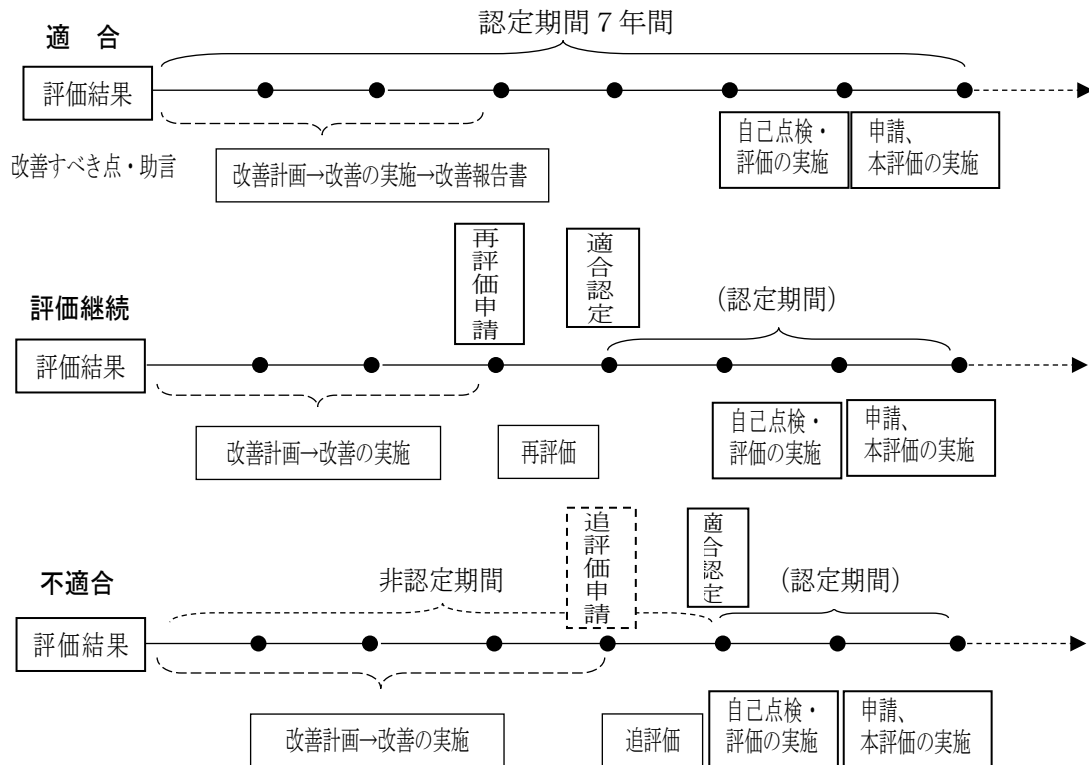 適　合
認定期間７年間
評価結果
改善すべき点・助言
改善計画→改善の実施→改善報告書
自己点検・
評価の実施
申請、
本評価の実施
評価継続
再評価申請
適合認定
(認定期間)
評価結果
改善計画→改善の実施
再評価
自己点検・
評価の実施
申請、
本評価の実施
不適合
非認定期間
追評価申請
適合認定
(認定期間)
評価結果
改善計画→改善の実施
追評価
自己点検・
評価の実施
申請、
本評価の実施